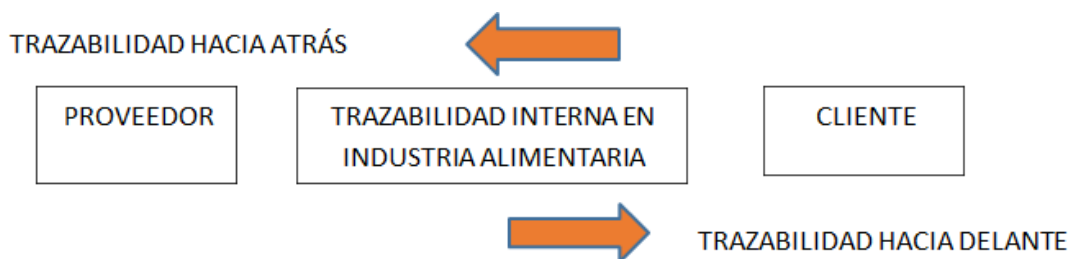 TRAZABILIDAD HACIA ATRÁS
PROVEEDOR
TRAZABILIDAD INTERNA EN
INDUSTRIA ALIMENTARIA
CLIENTE
TRAZABILIDAD HACIA DELANTE